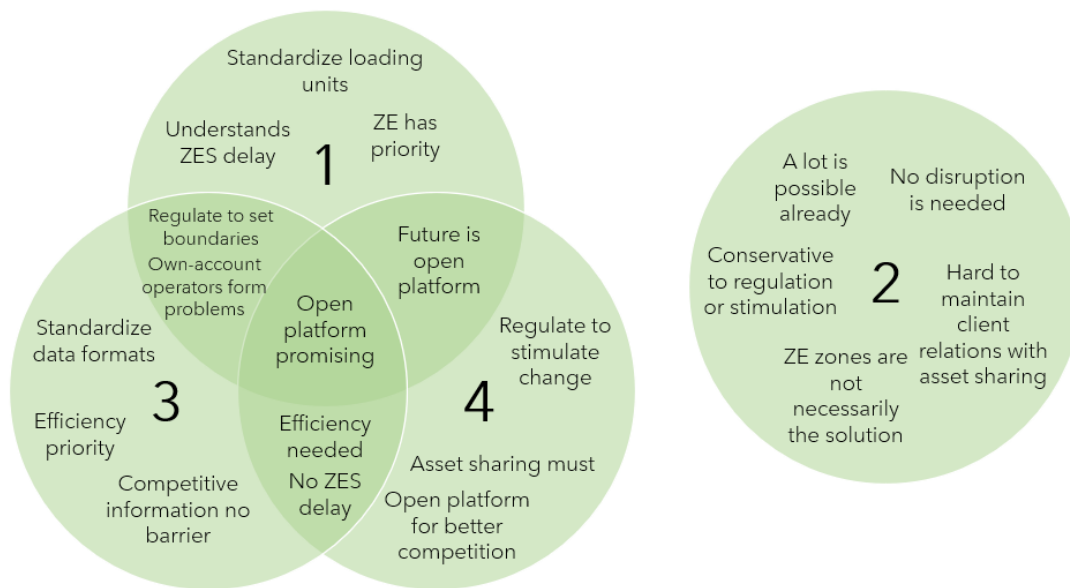 Standardize loading
units
Understands
ZES delay
ZE has
priority
1
Regulate to set
boundaries
Own-account
operators form
problems
Future is
open
platform
Open
platform
promising
Standardize
data formats
3
Efficiency
priority
Competitive
information no
barrier
Regulate to
stimulate
change
4
Efficiency
needed
No ZES
delay
Asset sharing must
Open platform
for better
competition
A lot is
possible
already
No disruption
is needed
Conservative
to regulation
or stimulation
2
Hard to
maintain
client
relations with
asset sharing
ZE zones are
not
necessarily
the solution